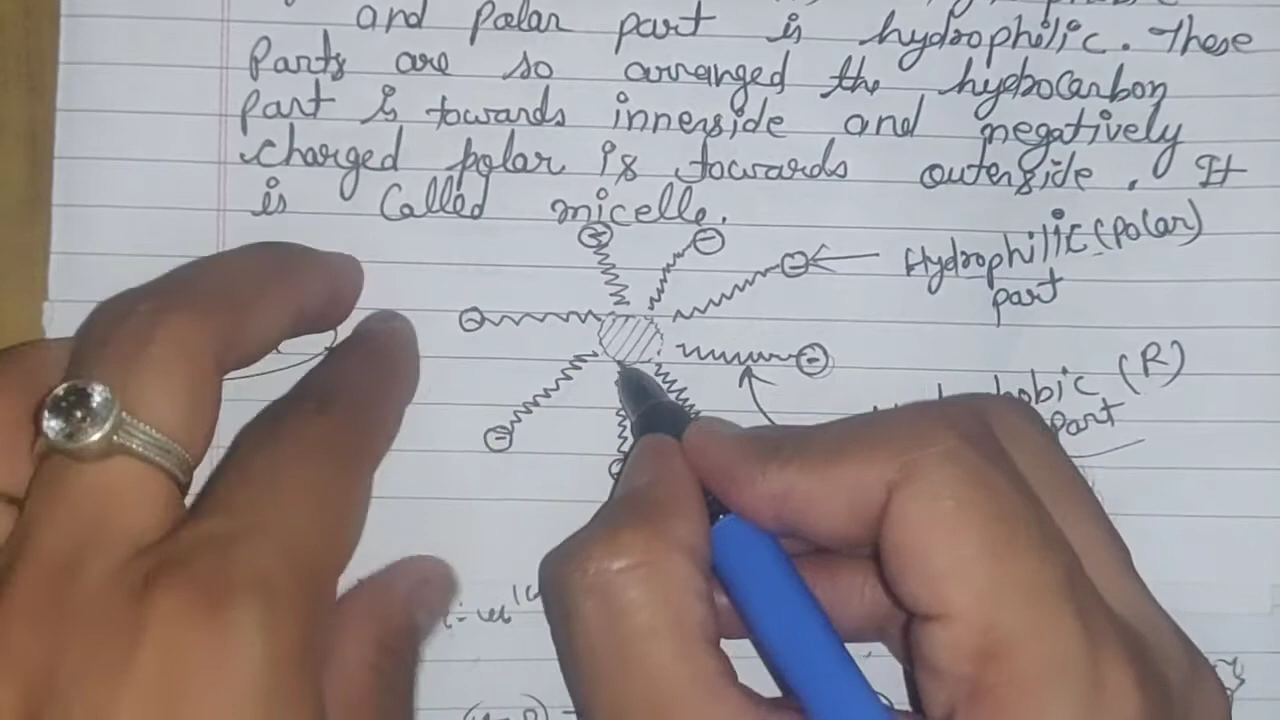 and Polar part is hydrophilic. These
Parts are so arranged the hydrocarbon
Part is towards innerside and negatively
charged polar is towards outerside. It
is Called micelle.
Hydrophilic (Polar)
part
(R)
Part